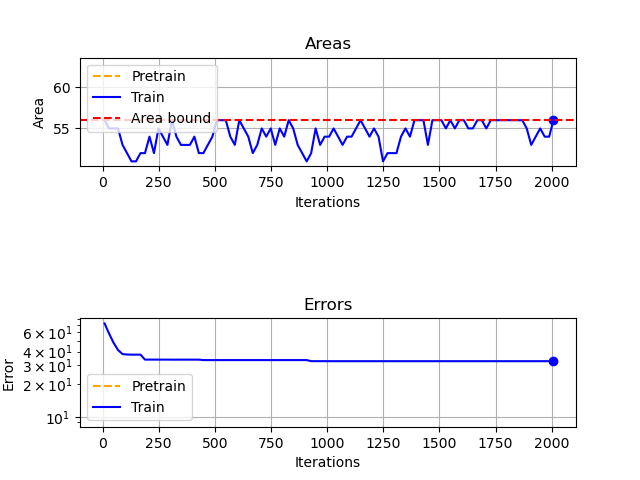 Areas
60
55
Area
Pretrain
Train
Area bound
0 250 500 750 1000 1250 1500 1750 2000
Iterations
Errors
6 × 10¹
4 × 10¹
3 × 10¹
2 × 10¹
10¹
Error
Pretrain
Train
0 250 500 750 1000 1250 1500 1750 2000
Iterations